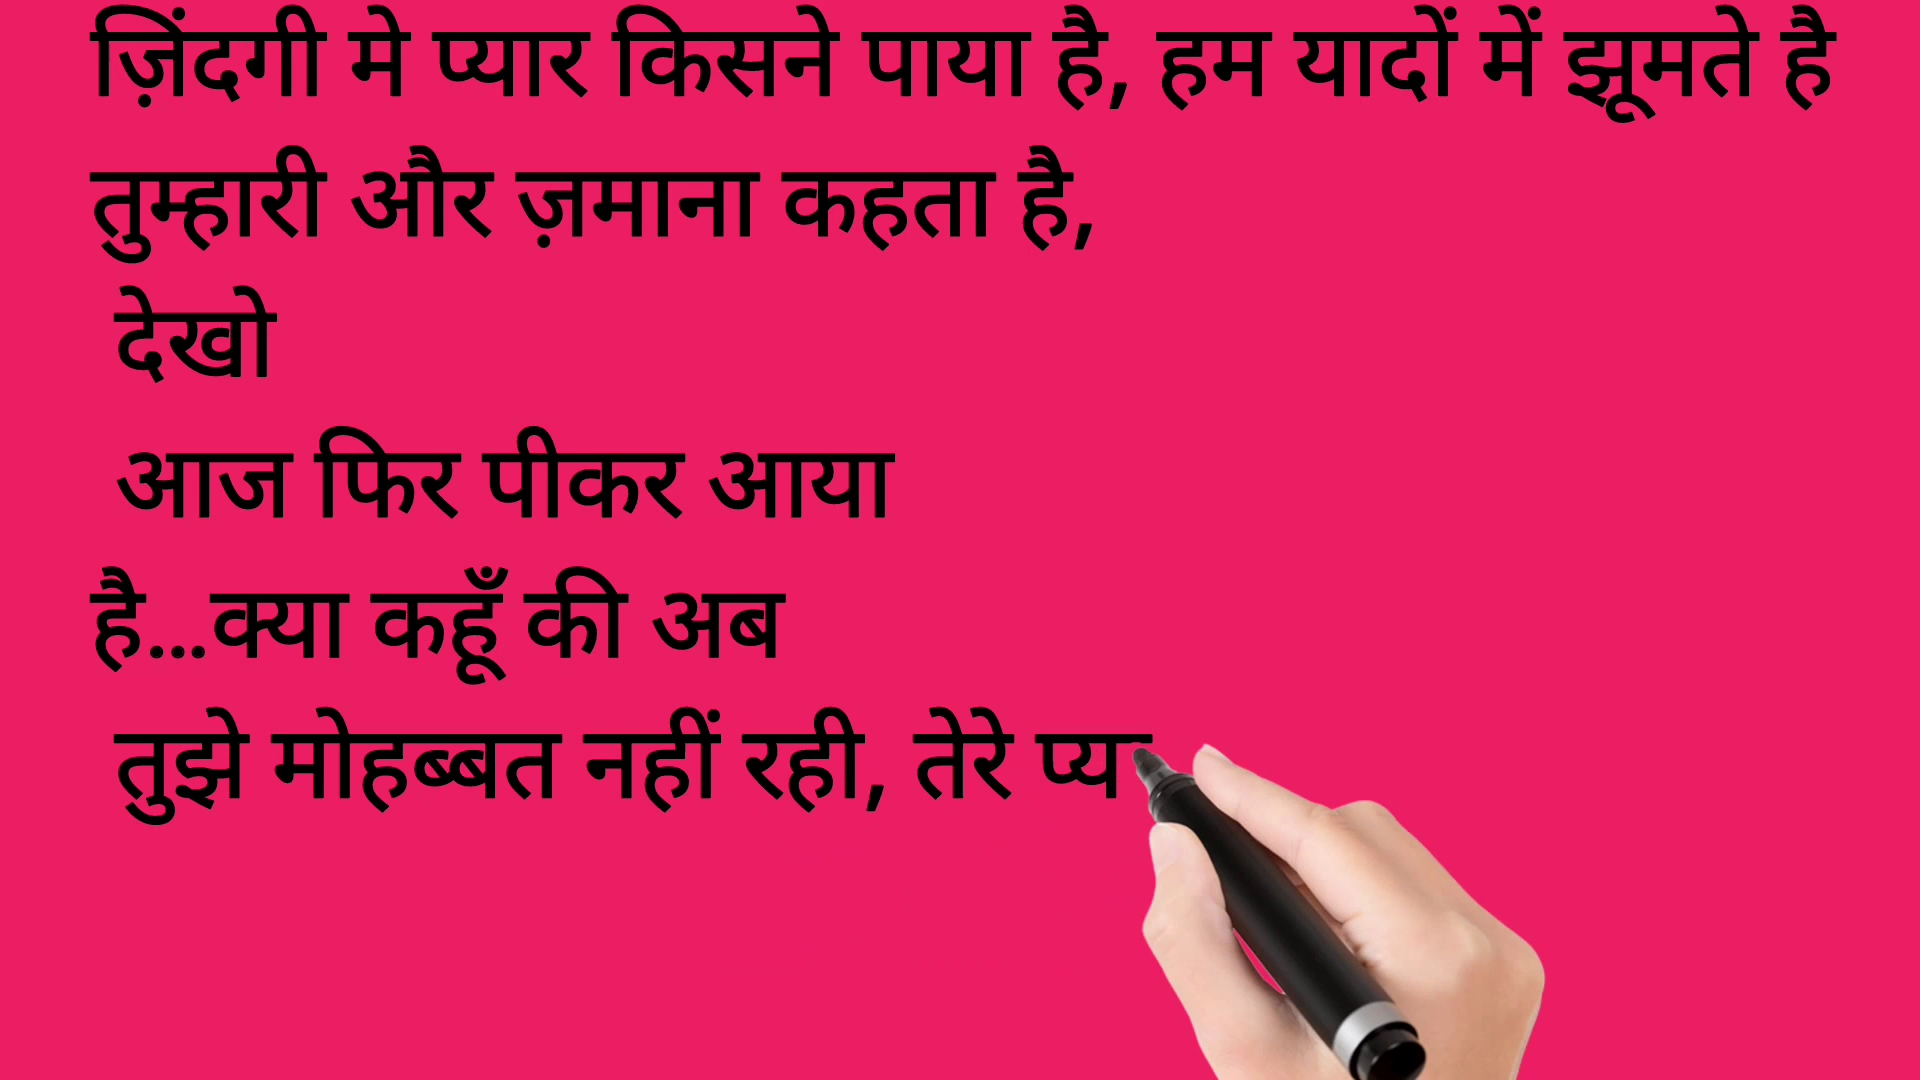 ज़िंदगी मे प्यार किसने पाया है, हम यादों में झूमते है
तुम्हारी और ज़माना कहता है,
देखो
आज फिर पीकर आया
है...क्या कहूँ की अब
तुझे मोहब्बत नहीं रही, तेरे प्य